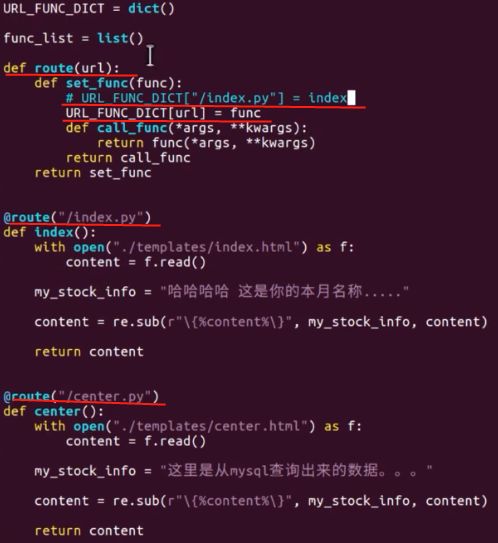 URL_FUNC_DICT = dict()
func_list = list()
def route(url):
    def set_func(func):
        # URL_FUNC_DICT["/index.py"] = index
        URL_FUNC_DICT[url] = func
        def call_func(*args, **kwargs):
            return func(*args, **kwargs)
        return call_func
    return set_func
@route("/index.py")
def index():
    with open("./templates/index.html") as f:
        content = f.read()
    my_stock_info = "哈哈哈哈 这是你的本月名称....."
    content = re.sub(r"\{%content%\}", my_stock_info, content)
    return content
@route("/center.py")
def center():
    with open("./templates/center.html") as f:
        content = f.read()
    my_stock_info = "这里是从mysql查询出来的数据。。。"
    content = re.sub(r"\{%content%\}", my_stock_info, content)
    return content